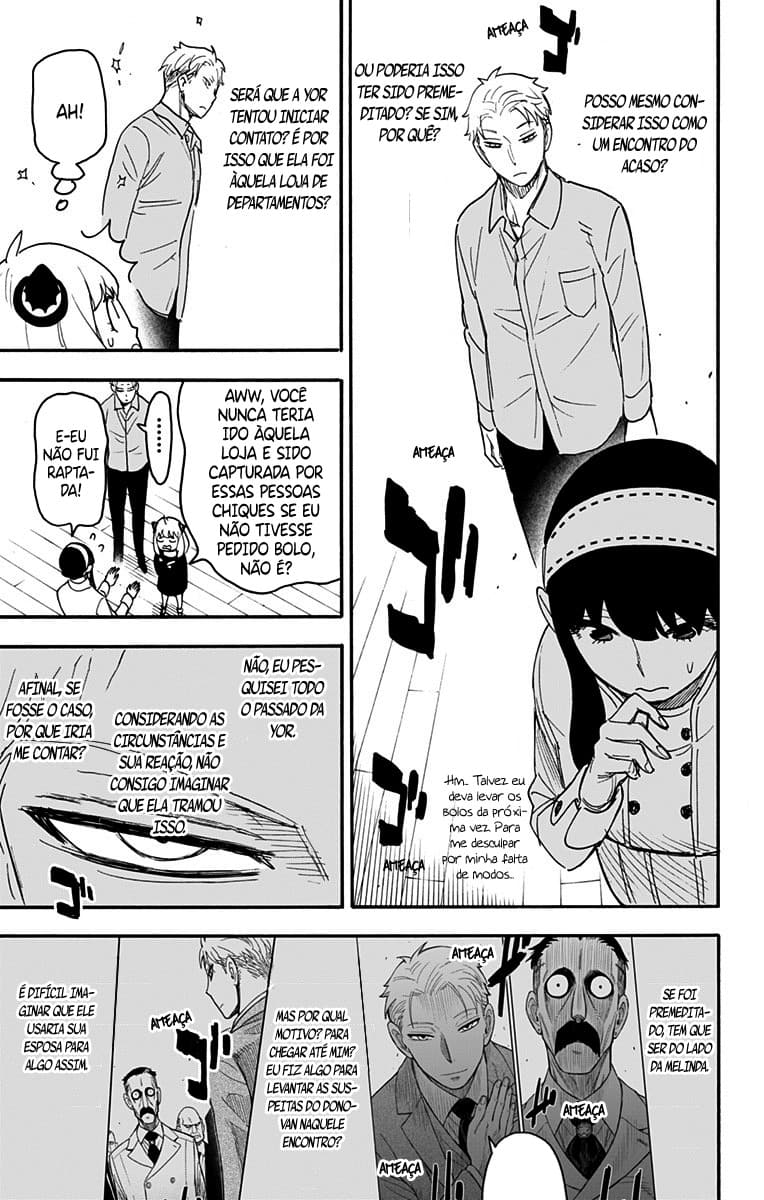 AMEAÇA
POSSO MESMO CON-
SIDERAR ISSO COMO
UM ENCONTRO DO
ACASO?
OU PODERIA ISSO
TER SIDO PREME-
DITADO? SE SIM,
POR QUÊ?
AMEAÇA
ゴ
ゴ
Hm... Talvez eu
deva levar os
bolos da próxi-
ma vez. Para
me desculpar
por minha falta
de modos...
AMEAÇA
ゴ
SERÁ QUE A YOR
TENTOU INICIAR
CONTATO? É POR
ISSO QUE ELA FOI
ÀQUELA LOJA DE
DEPARTAMENTOS?
AH!
AWW, VOCÊ
NUNCA TERIA
IDO ÀQUELA
LOJA E SIDO
CAPTURADA POR
ESSAS PESSOAS
CHIQUES SE EU
NÃO TIVESSE
PEDIDO BOLO,
NÃO É?
E-EU
NÃO FUI
RAPTA-
DA!
NÃO, EU PES-
QUISEI TODO
O PASSADO DA
YOR.
CONSIDERANDO AS
CIRCUNSTÂNCIAS E
SUA REAÇÃO, NÃO
CONSIGO IMAGINAR
QUE ELA TRAMOU
ISSO.
AFINAL, SE
FOSSE O CASO,
POR QUE IRIA
ME CONTAR?
ゴ
SE FOI
PREMEDITA-
DO, TEM QUE
SER DO LADO
DA MELINDA.
AMEAÇA
AMEAÇA
AMEAÇA
MAS POR QUAL
MOTIVO? PARA
CHEGAR ATÉ MIM?
EU FIZ ALGO PARA
LEVANTAR AS SUS-
PEITAS DO DONO-
VAN NAQUELE
ENCONTRO?
AMEAÇA
ゴ
É DIFÍCIL IMA-
GINAR QUE ELE
USARIA SUA
ESPOSA PARA
ALGO ASSIM.